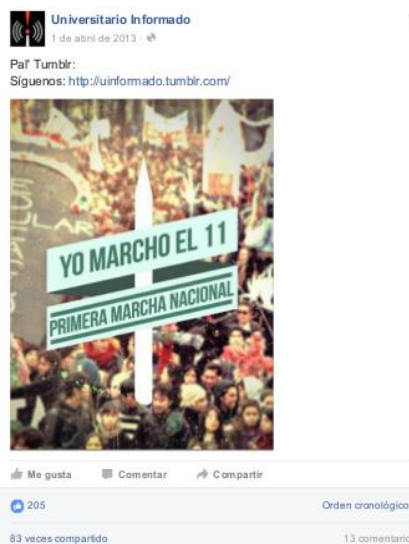 Universitario Informado
1 de abril de 2013
Pal' Tumblr:
Síguenos: http://uinformado.tumblr.com/
YO MARCHO EL 11
PRIMERA MARCHA NACIONAL
Me gusta Comentar Compartir
205 Orden cronológico
83 veces compartido 13 comentario